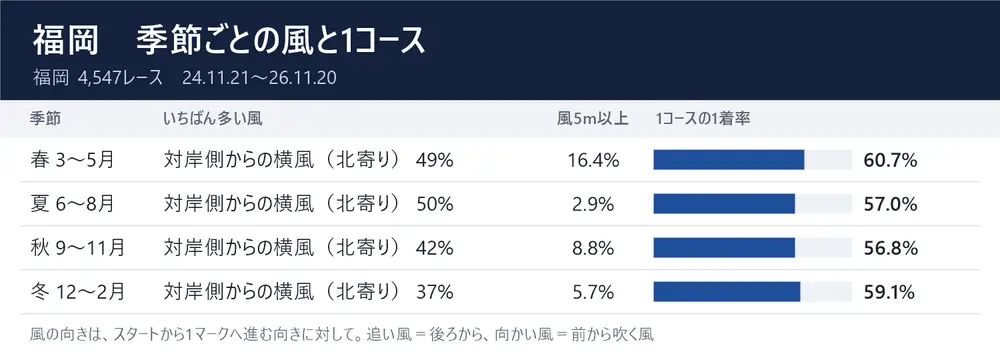 福岡　季節ごとの風と1コース
福岡 4,547レース　24.11.21〜26.11.20
季節　いちばん多い風　風5m以上　1コースの1着率
春 3〜5月　対岸側からの横風（北寄り） 49%　16.4%　60.7%
夏 6〜8月　対岸側からの横風（北寄り） 50%　2.9%　57.0%
秋 9〜11月　対岸側からの横風（北寄り） 42%　8.8%　56.8%
冬 12〜2月　対岸側からの横風（北寄り） 37%　5.7%　59.1%
風の向きは、スタートから1マークへ進む向きに対して。追い風＝後ろから、向かい風＝前から吹く風